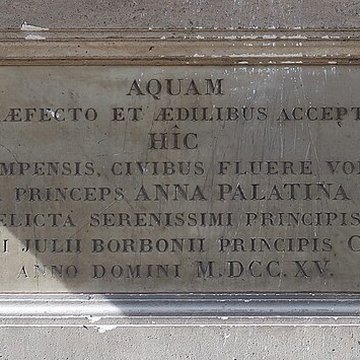 AQUAM
ÆFECTO ET ÆDILIBUS ACCEPT
HÎC
MPENSIS, CIVIBUS FLUERE VO
PRINCEPS ANNA PALATINA
ELICTA SERENISSIMI PRINCIPIS
I JULII BORBONII PRINCIPIS C
ANNO DOMINI M.DCC.XV.